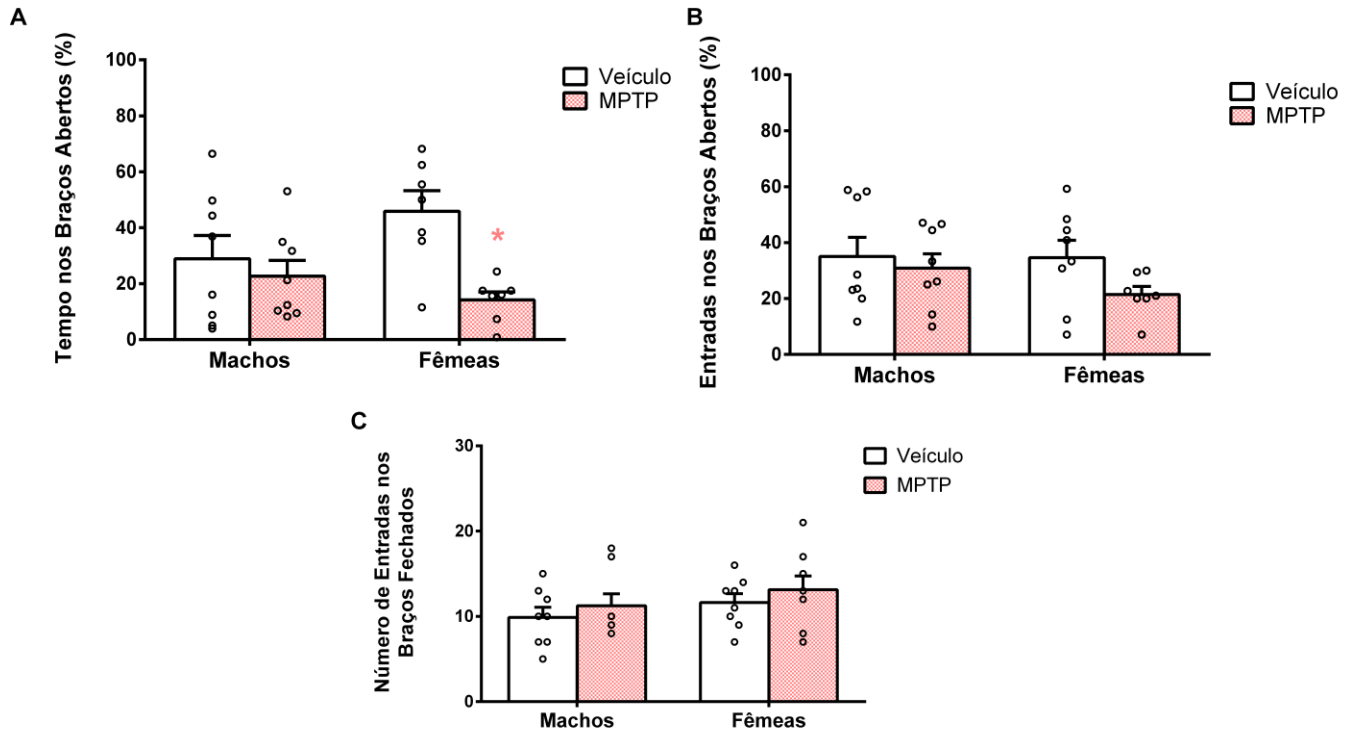 A
Tempo nos Braços Abertos (%)
100
80
60
40
20
0
Machos
Fêmeas
Veículo
MPTP
*
B
Entradas nos Braços Abertos (%)
100
80
60
40
20
0
Machos
Fêmeas
Veículo
MPTP
C
Número de Entradas nos
Braços Fechados
30
20
10
0
Machos
Fêmeas
Veículo
MPTP